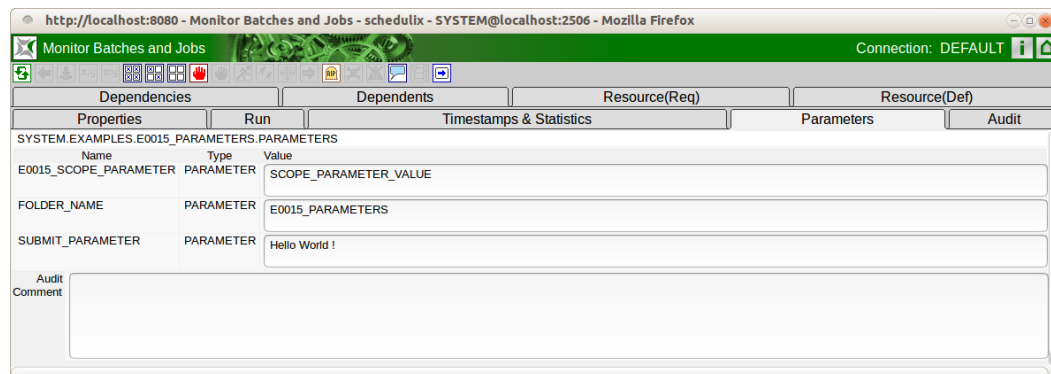 http://localhost:8080 - Monitor Batches and Jobs - schedulix - SYSTEM@localhost:2506 - Mozilla Firefox
Monitor Batches and Jobs Connection: DEFAULT i
RIP
Dependencies Dependents Resource(Req) Resource(Def)
Properties Run Timestamps & Statistics Parameters Audit
SYSTEM.EXAMPLES.E0015_PARAMETERS.PARAMETERS
Name Type Value
E0015_SCOPE_PARAMETER PARAMETER SCOPE_PARAMETER_VALUE
FOLDER_NAME PARAMETER E0015_PARAMETERS
SUBMIT_PARAMETER PARAMETER Hello World !
Audit
Comment